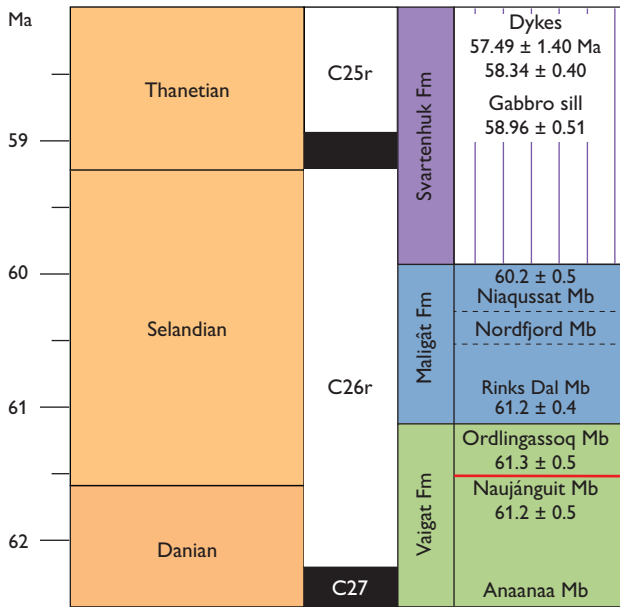 Ma
59
60
61
62
Thanetian
Selandian
Danian
C25r
C26r
C27
Svartenhuk Fm
Maligât Fm
Vaigat Fm
Dykes
57.49 ± 1.40 Ma
58.34 ± 0.40
Gabbro sill
58.96 ± 0.51
60.2 ± 0.5
Niaqussat Mb
Nordfjord Mb
Rinks Dal Mb
61.2 ± 0.4
Ordlingassoq Mb
61.3 ± 0.5
Naujánguit Mb
61.2 ± 0.5
Anaanaa Mb